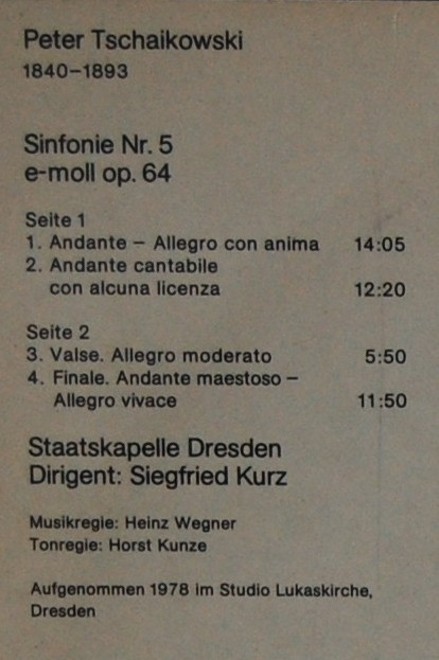 Peter Tschaikowski
1840–1893
Sinfonie Nr. 5
e-moll op. 64
Seite 1
1. Andante – Allegro con anima 14:05
2. Andante cantabile
con alcuna licenza 12:20
Seite 2
3. Valse. Allegro moderato 5:50
4. Finale. Andante maestoso –
Allegro vivace 11:50
Staatskapelle Dresden
Dirigent: Siegfried Kurz
Musikregie: Heinz Wegner
Tonregie: Horst Kunze
Aufgenommen 1978 im Studio Lukaskirche,
Dresden